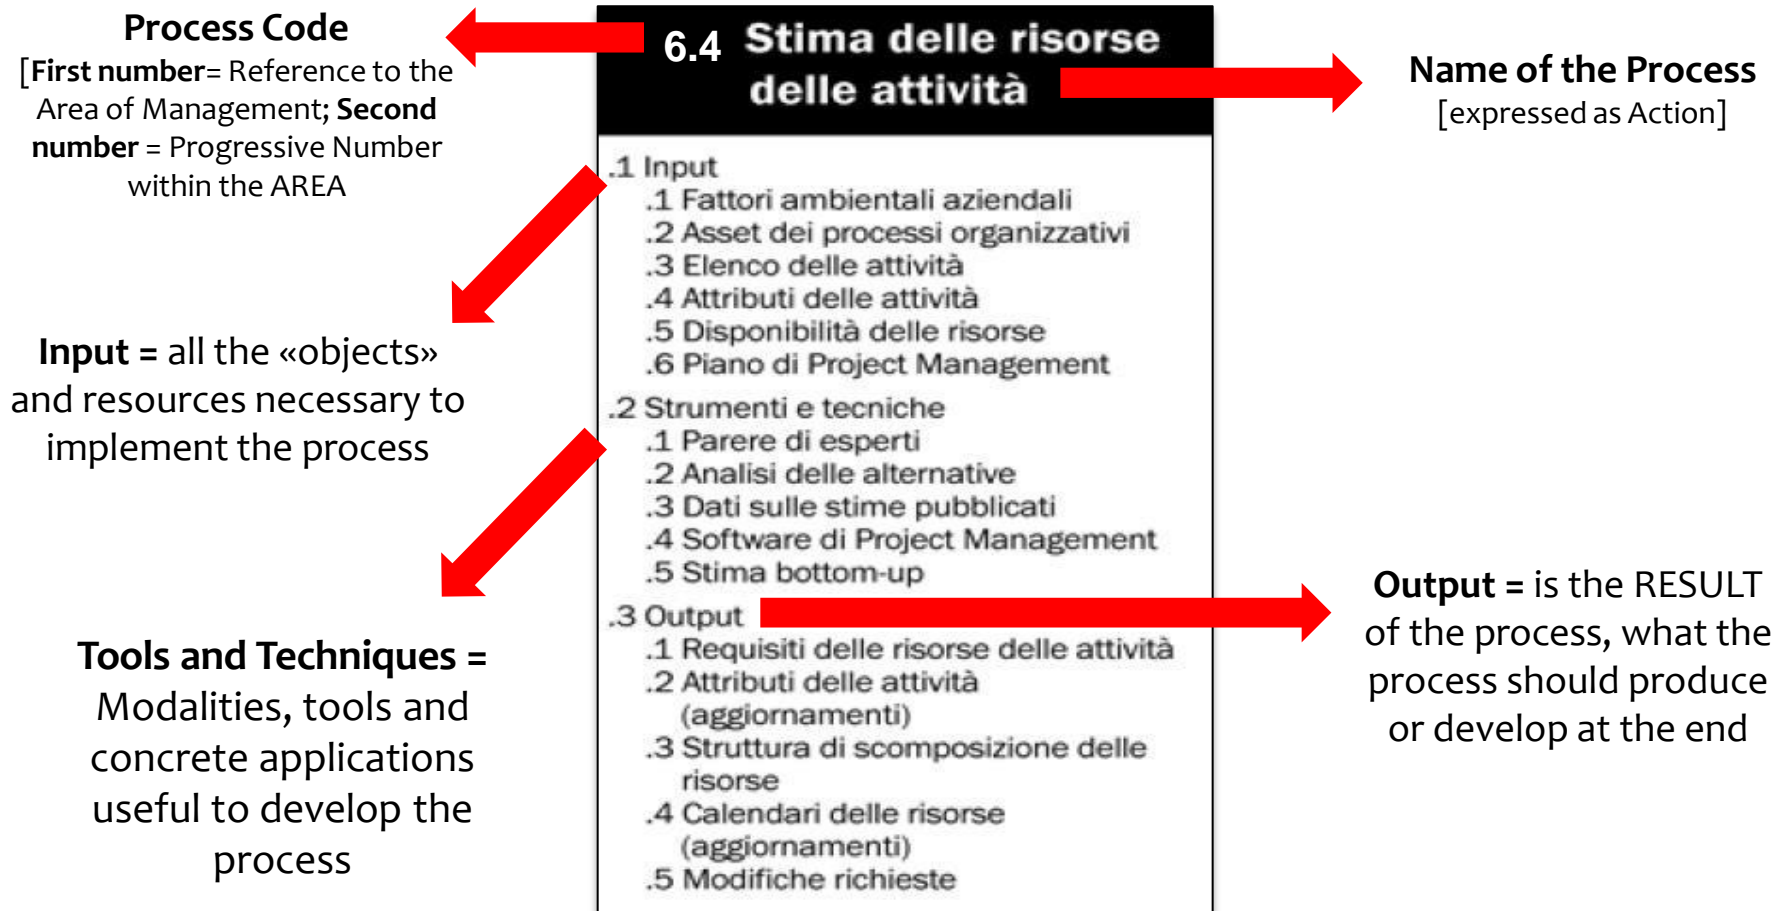 Process Code
[First number= Reference to the
Area of Management; Second
number = Progressive Number
within the AREA
6.4 Stima delle risorse
delle attività
Name of the Process
[expressed as Action]
.1 Input
.1 Fattori ambientali aziendali
.2 Asset dei processi organizzativi
.3 Elenco delle attività
.4 Attributi delle attività
.5 Disponibilità delle risorse
.6 Piano di Project Management
Input = all the «objects»
and resources necessary to
implement the process
.2 Strumenti e tecniche
.1 Parere di esperti
.2 Analisi delle alternative
.3 Dati sulle stime pubblicati
.4 Software di Project Management
.5 Stima bottom-up
Tools and Techniques =
Modalities, tools and
concrete applications
useful to develop the
process
.3 Output
.1 Requisiti delle risorse delle attività
.2 Attributi delle attività
(aggiornamenti)
.3 Struttura di scomposizione delle
risorse
.4 Calendari delle risorse
(aggiornamenti)
.5 Modifiche richieste
Output = is the RESULT
of the process, what the
process should produce
or develop at the end